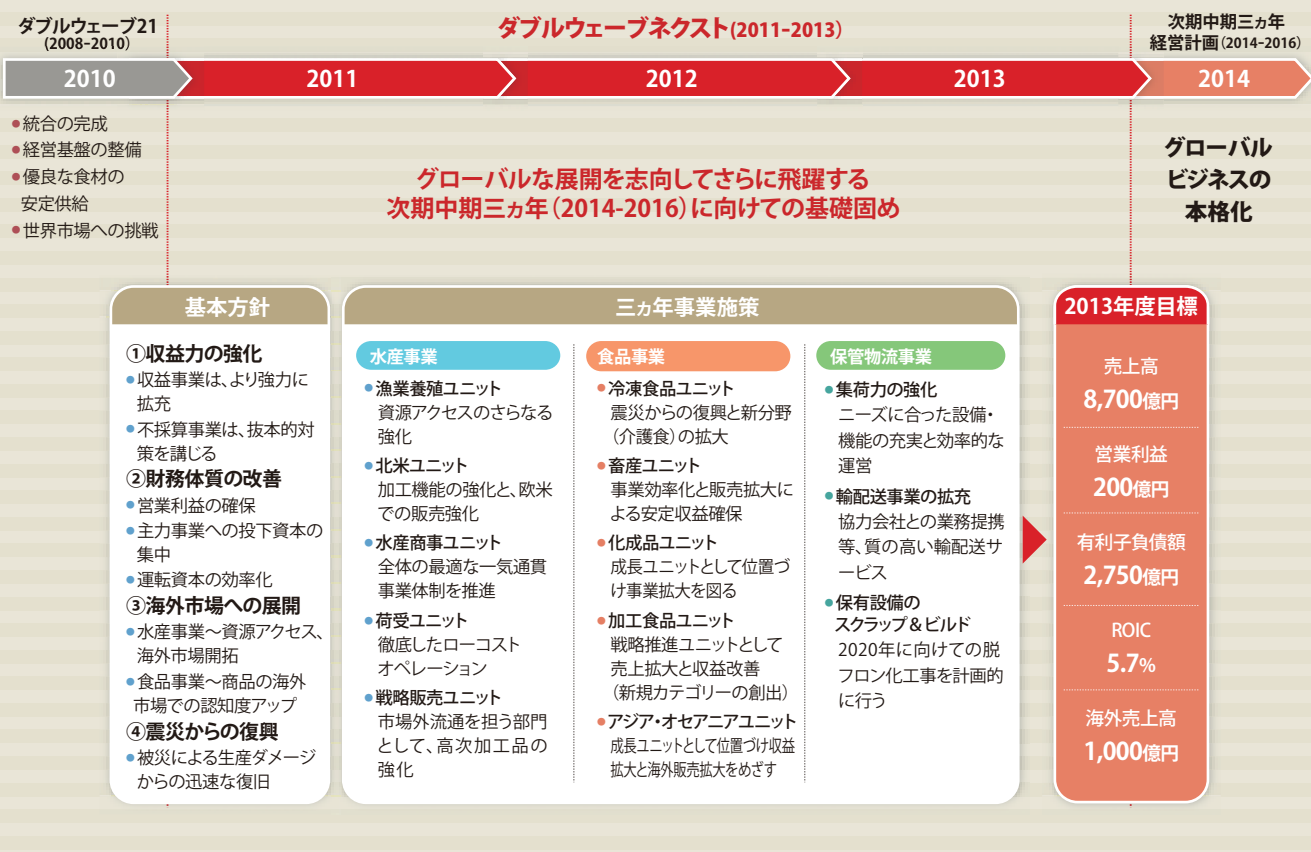 ダブルウェーブ21
(2008-2010)
ダブルウェーブネクスト(2011-2013)
次期中期三ヵ年
経営計画(2014-2016)
2010
2011
2012
2013
2014
●統合の完成
●経営基盤の整備
●優良な食材の
安定供給
●世界市場への挑戦
グローバルな展開を志向してさらに飛躍する
次期中期三ヵ年(2014-2016)に向けての基礎固め
グローバル
ビジネスの
本格化
基本方針
①収益力の強化
●収益事業は、より強力に
拡充
●不採算事業は、抜本的対
策を講じる
②財務体質の改善
●営業利益の確保
●主力事業への投下資本の
集中
●運転資本の効率化
③海外市場への展開
●水産事業～資源アクセス、
海外市場開拓
●食品事業～商品の海外
市場での認知度アップ
④震災からの復興
●被災による生産ダメージ
からの迅速な復旧
三ヵ年事業施策
水産事業
●漁業養殖ユニット
資源アクセスのさらなる
強化
●北米ユニット
加工機能の強化と、欧米
での販売強化
●水産商事ユニット
全体の最適な一気通貫
事業体制を推進
●荷受ユニット
徹底したローコスト
オペレーション
●戦略販売ユニット
市場外流通を担う部門
として、高次加工品の
強化
食品事業
●冷凍食品ユニット
震災からの復興と新分野
(介護食)の拡大
●畜産ユニット
事業効率化と販売拡大に
よる安定収益確保
●化成品ユニット
成長ユニットとして位置づ
け事業拡大を図る
●加工食品ユニット
戦略推進ユニットとして
売上拡大と収益改善
(新規カテゴリーの創出)
●アジア・オセアニアユニット
成長ユニットとして位置づけ収益
拡大と海外販売拡大をめざす
保管物流事業
●集荷力の強化
ニーズに合った設備・
機能の充実と効率的な
運営
●輸配送事業の拡充
協力会社との業務提携
等、質の高い輸配送サ
ービス
●保有設備の
スクラップ&ビルド
2020年に向けての脱
フロン化工事を計画的
に行う
2013年度目標
売上高
8,700億円
営業利益
200億円
有利子負債額
2,750億円
ROIC
5.7%
海外売上高
1,000億円